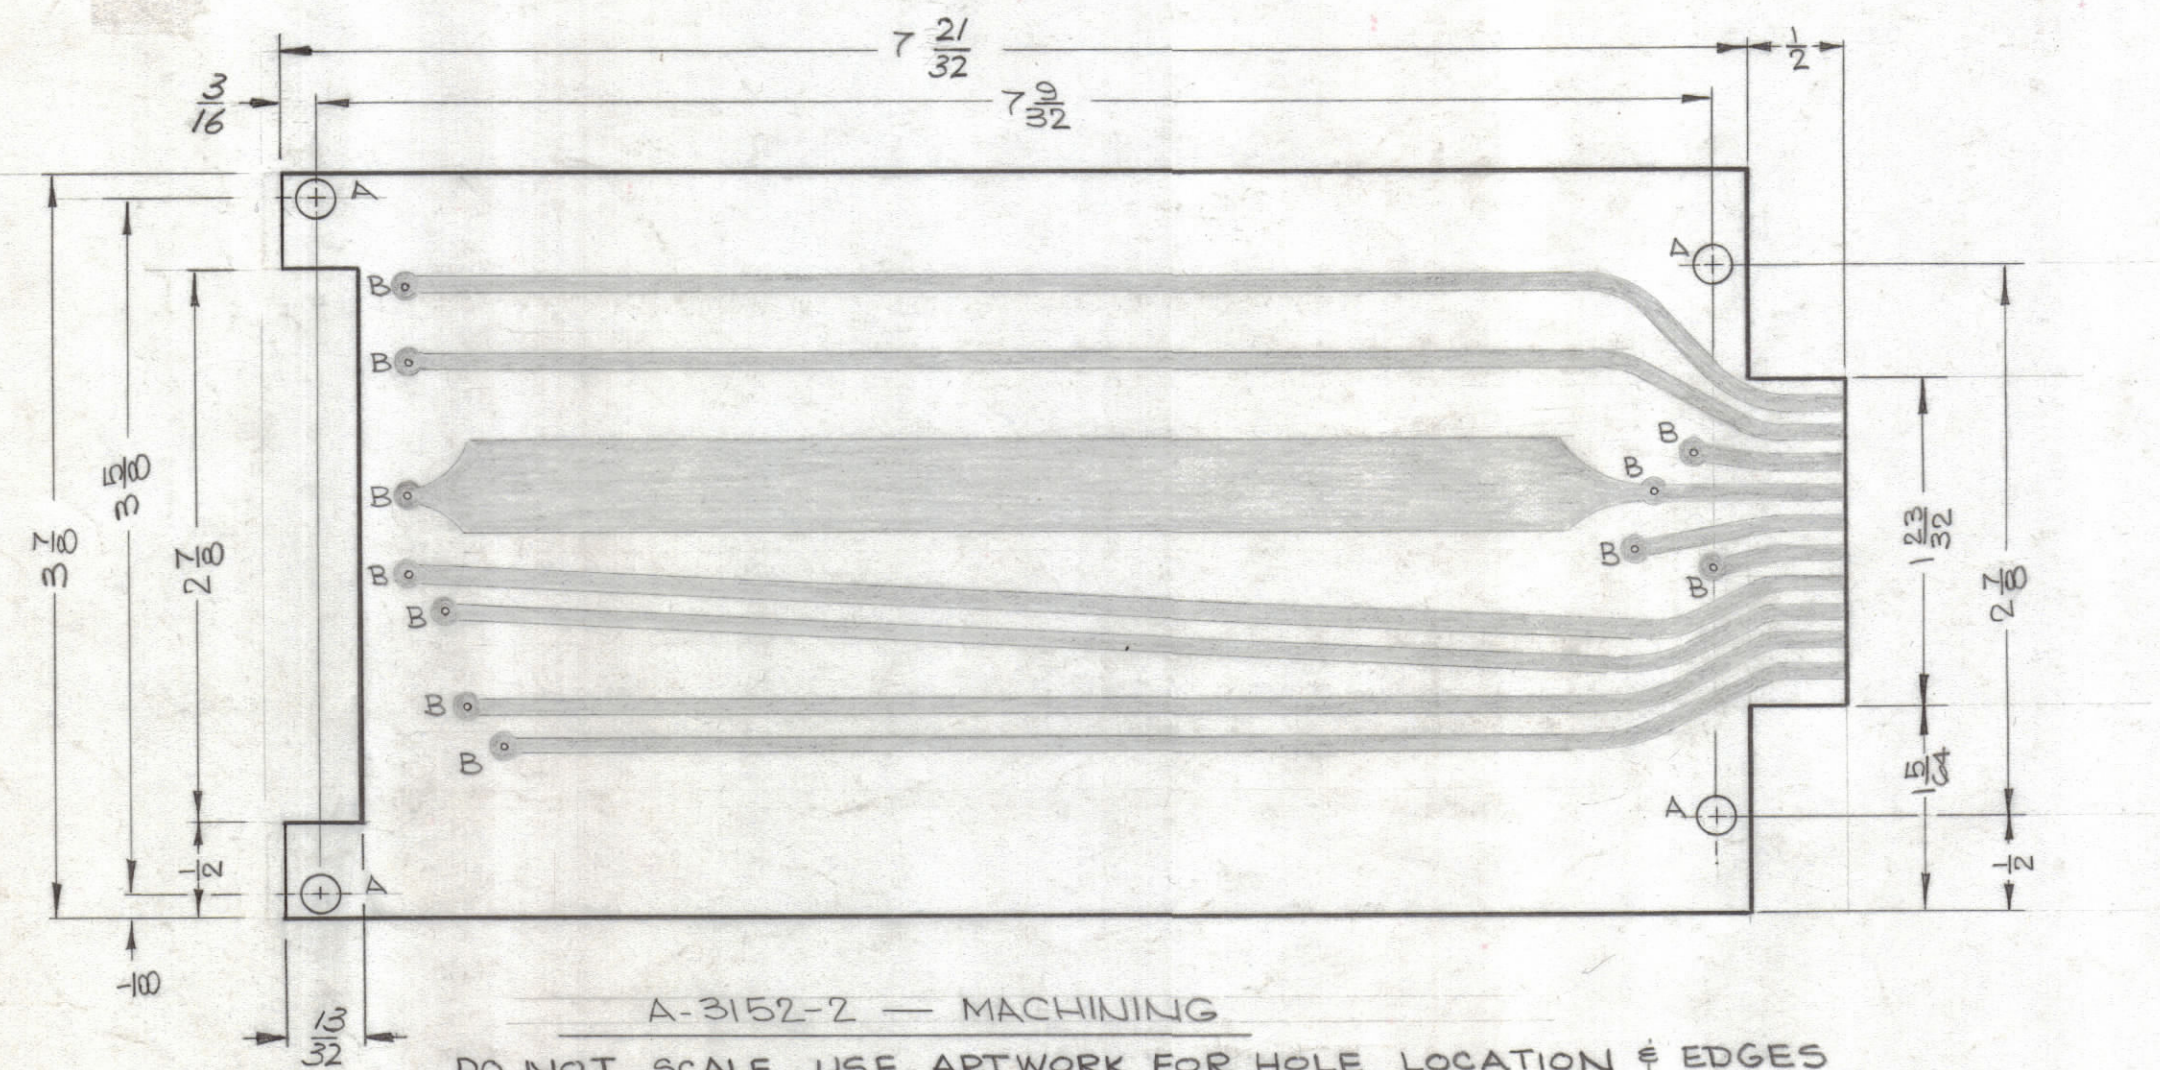 7 21/32
1/2
3/16
7 9/32
A
A
B
B
B
B
B
B
B
B
B
B
B
A
A
3 7/8
3 5/8
2 7/8
1/2
1/8
13/32
1 23/32
2 7/8
1 5/64
1/2
A-3152-2 — MACHINING
DO NOT SCALE USE ARTWORK FOR HOLE LOCATION & EDGES